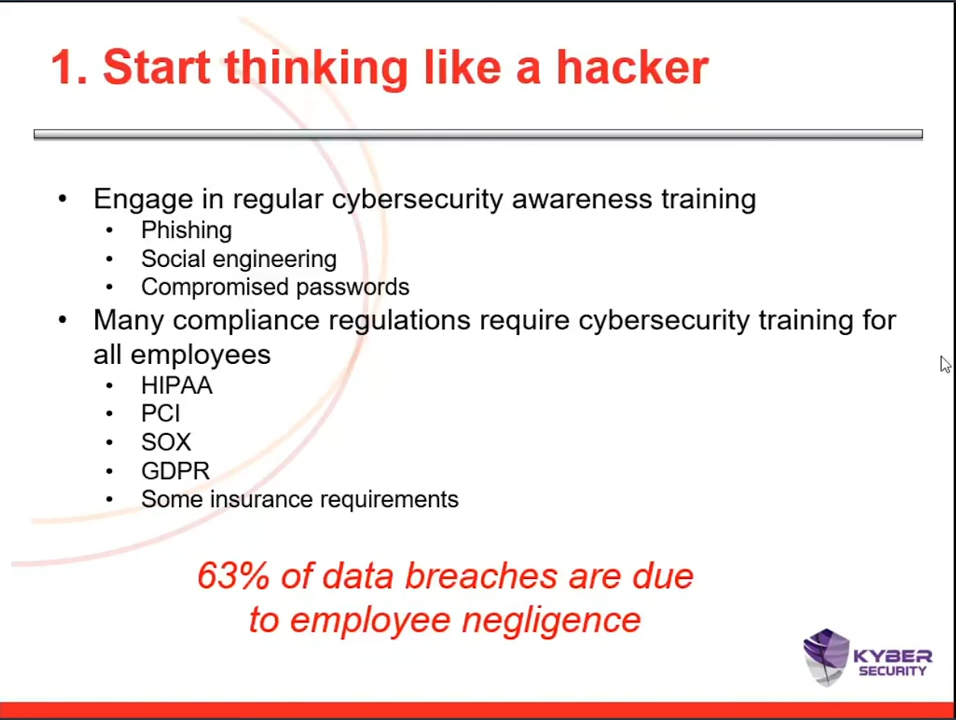 1. Start thinking like a hacker
• Engage in regular cybersecurity awareness training
• Phishing
• Social engineering
• Compromised passwords
• Many compliance regulations require cybersecurity training for
all employees
• HIPAA
• PCI
• SOX
• GDPR
• Some insurance requirements
63% of data breaches are due
to employee negligence
KYBER
SECURITY